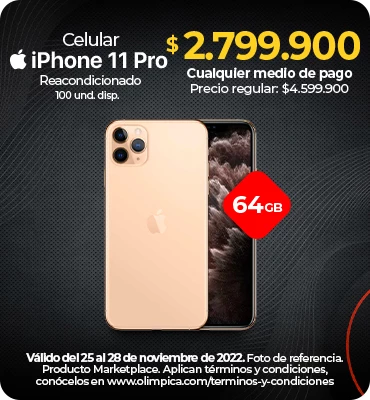 Celular
iPhone 11 Pro
Reacondicionado
100 und. disp.
$ 2.799.900
Cualquier medio de pago
Precio regular: $4.599.900
64GB
Válido del 25 al 28 de noviembre de 2022. Foto de referencia.
Producto Marketplace. Aplican términos y condiciones,
conócelos en www.olimpica.com/terminos-y-condiciones